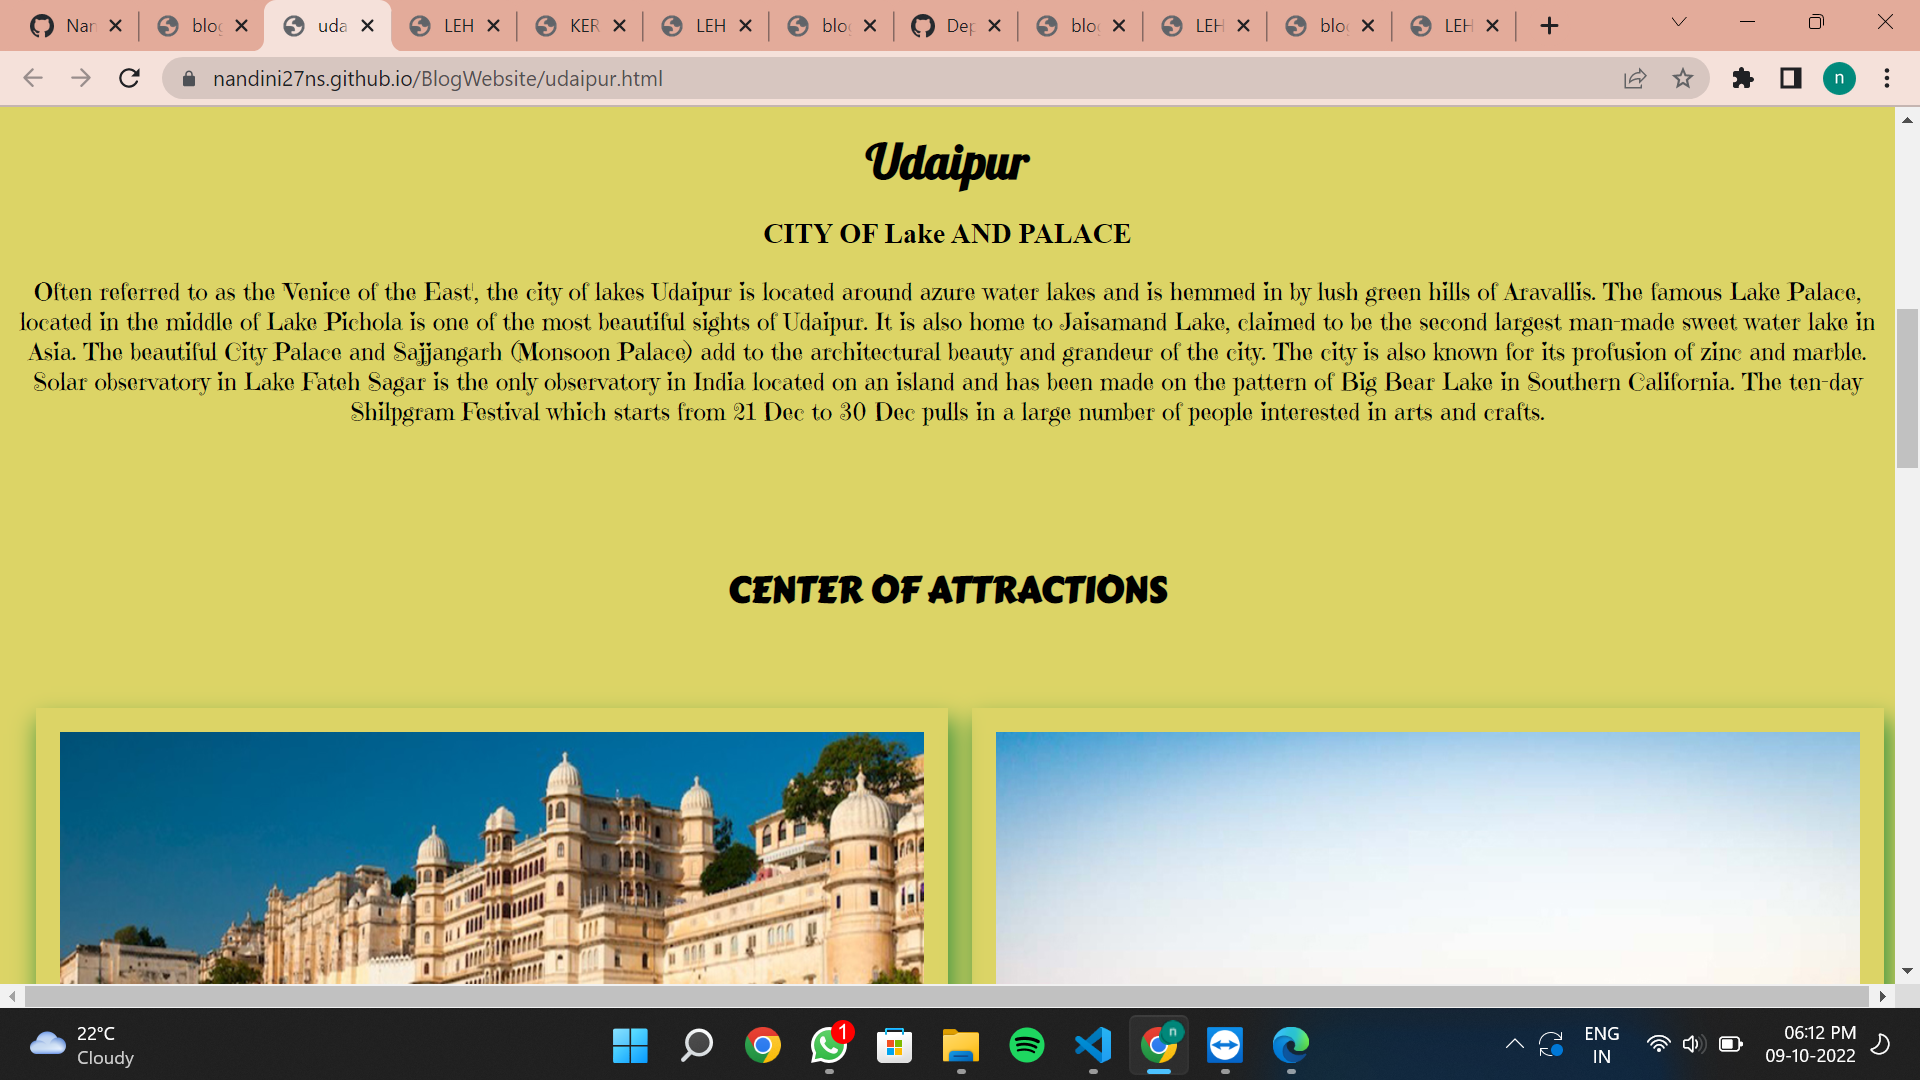 Nan
blog
uda
LEH
KER
LEH
blog
Dep
blog
LEH
blog
LEH
nandini27ns.github.io/BlogWebsite/udaipur.html
n
Udaipur
CITY OF Lake AND PALACE
Often referred to as the 'Venice of the East', the city of lakes Udaipur is located around azure water lakes and is hemmed in by lush green hills of Aravallis. The famous Lake Palace,
located in the middle of Lake Pichola is one of the most beautiful sights of Udaipur. It is also home to Jaisamand Lake, claimed to be the second largest man-made sweet water lake in
Asia. The beautiful City Palace and Sajjangarh (Monsoon Palace) add to the architectural beauty and grandeur of the city. The city is also known for its profusion of zinc and marble.
Solar observatory in Lake Fateh Sagar is the only observatory in India located on an island and has been made on the pattern of Big Bear Lake in Southern California. The ten-day
Shilpgram Festival which starts from 21 Dec to 30 Dec pulls in a large number of people interested in arts and crafts.
CENTER OF ATTRACTIONS
22°C
Cloudy
1
n
ENG
IN
06:12 PM
09-10-2022